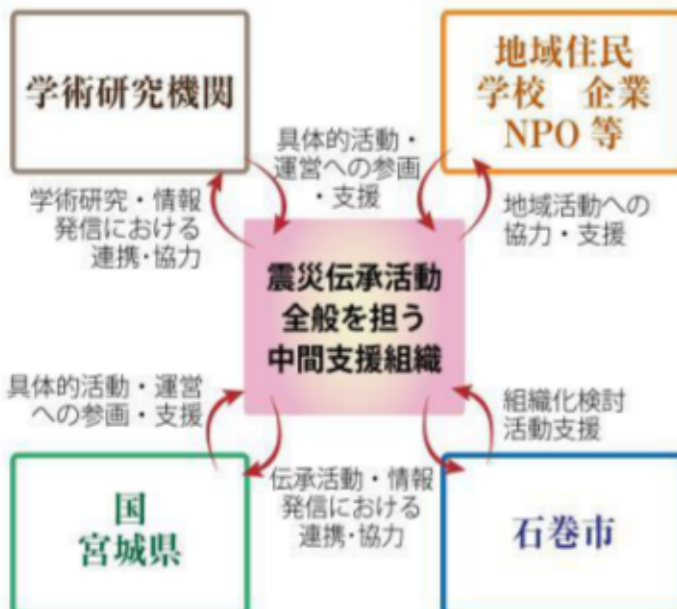 学術研究機関
地域住民
学校　企業
NPO 等
具体的活動・
運営への参画
・支援
学術研究・情報
発信における
連携・協力
地域活動への
協力・支援
震災伝承活動
全般を担う
中間支援組織
具体的活動・運営
への参画・支援
組織化検討
活動支援
伝承活動・情報
発信における
連携・協力
国
宮城県
石巻市